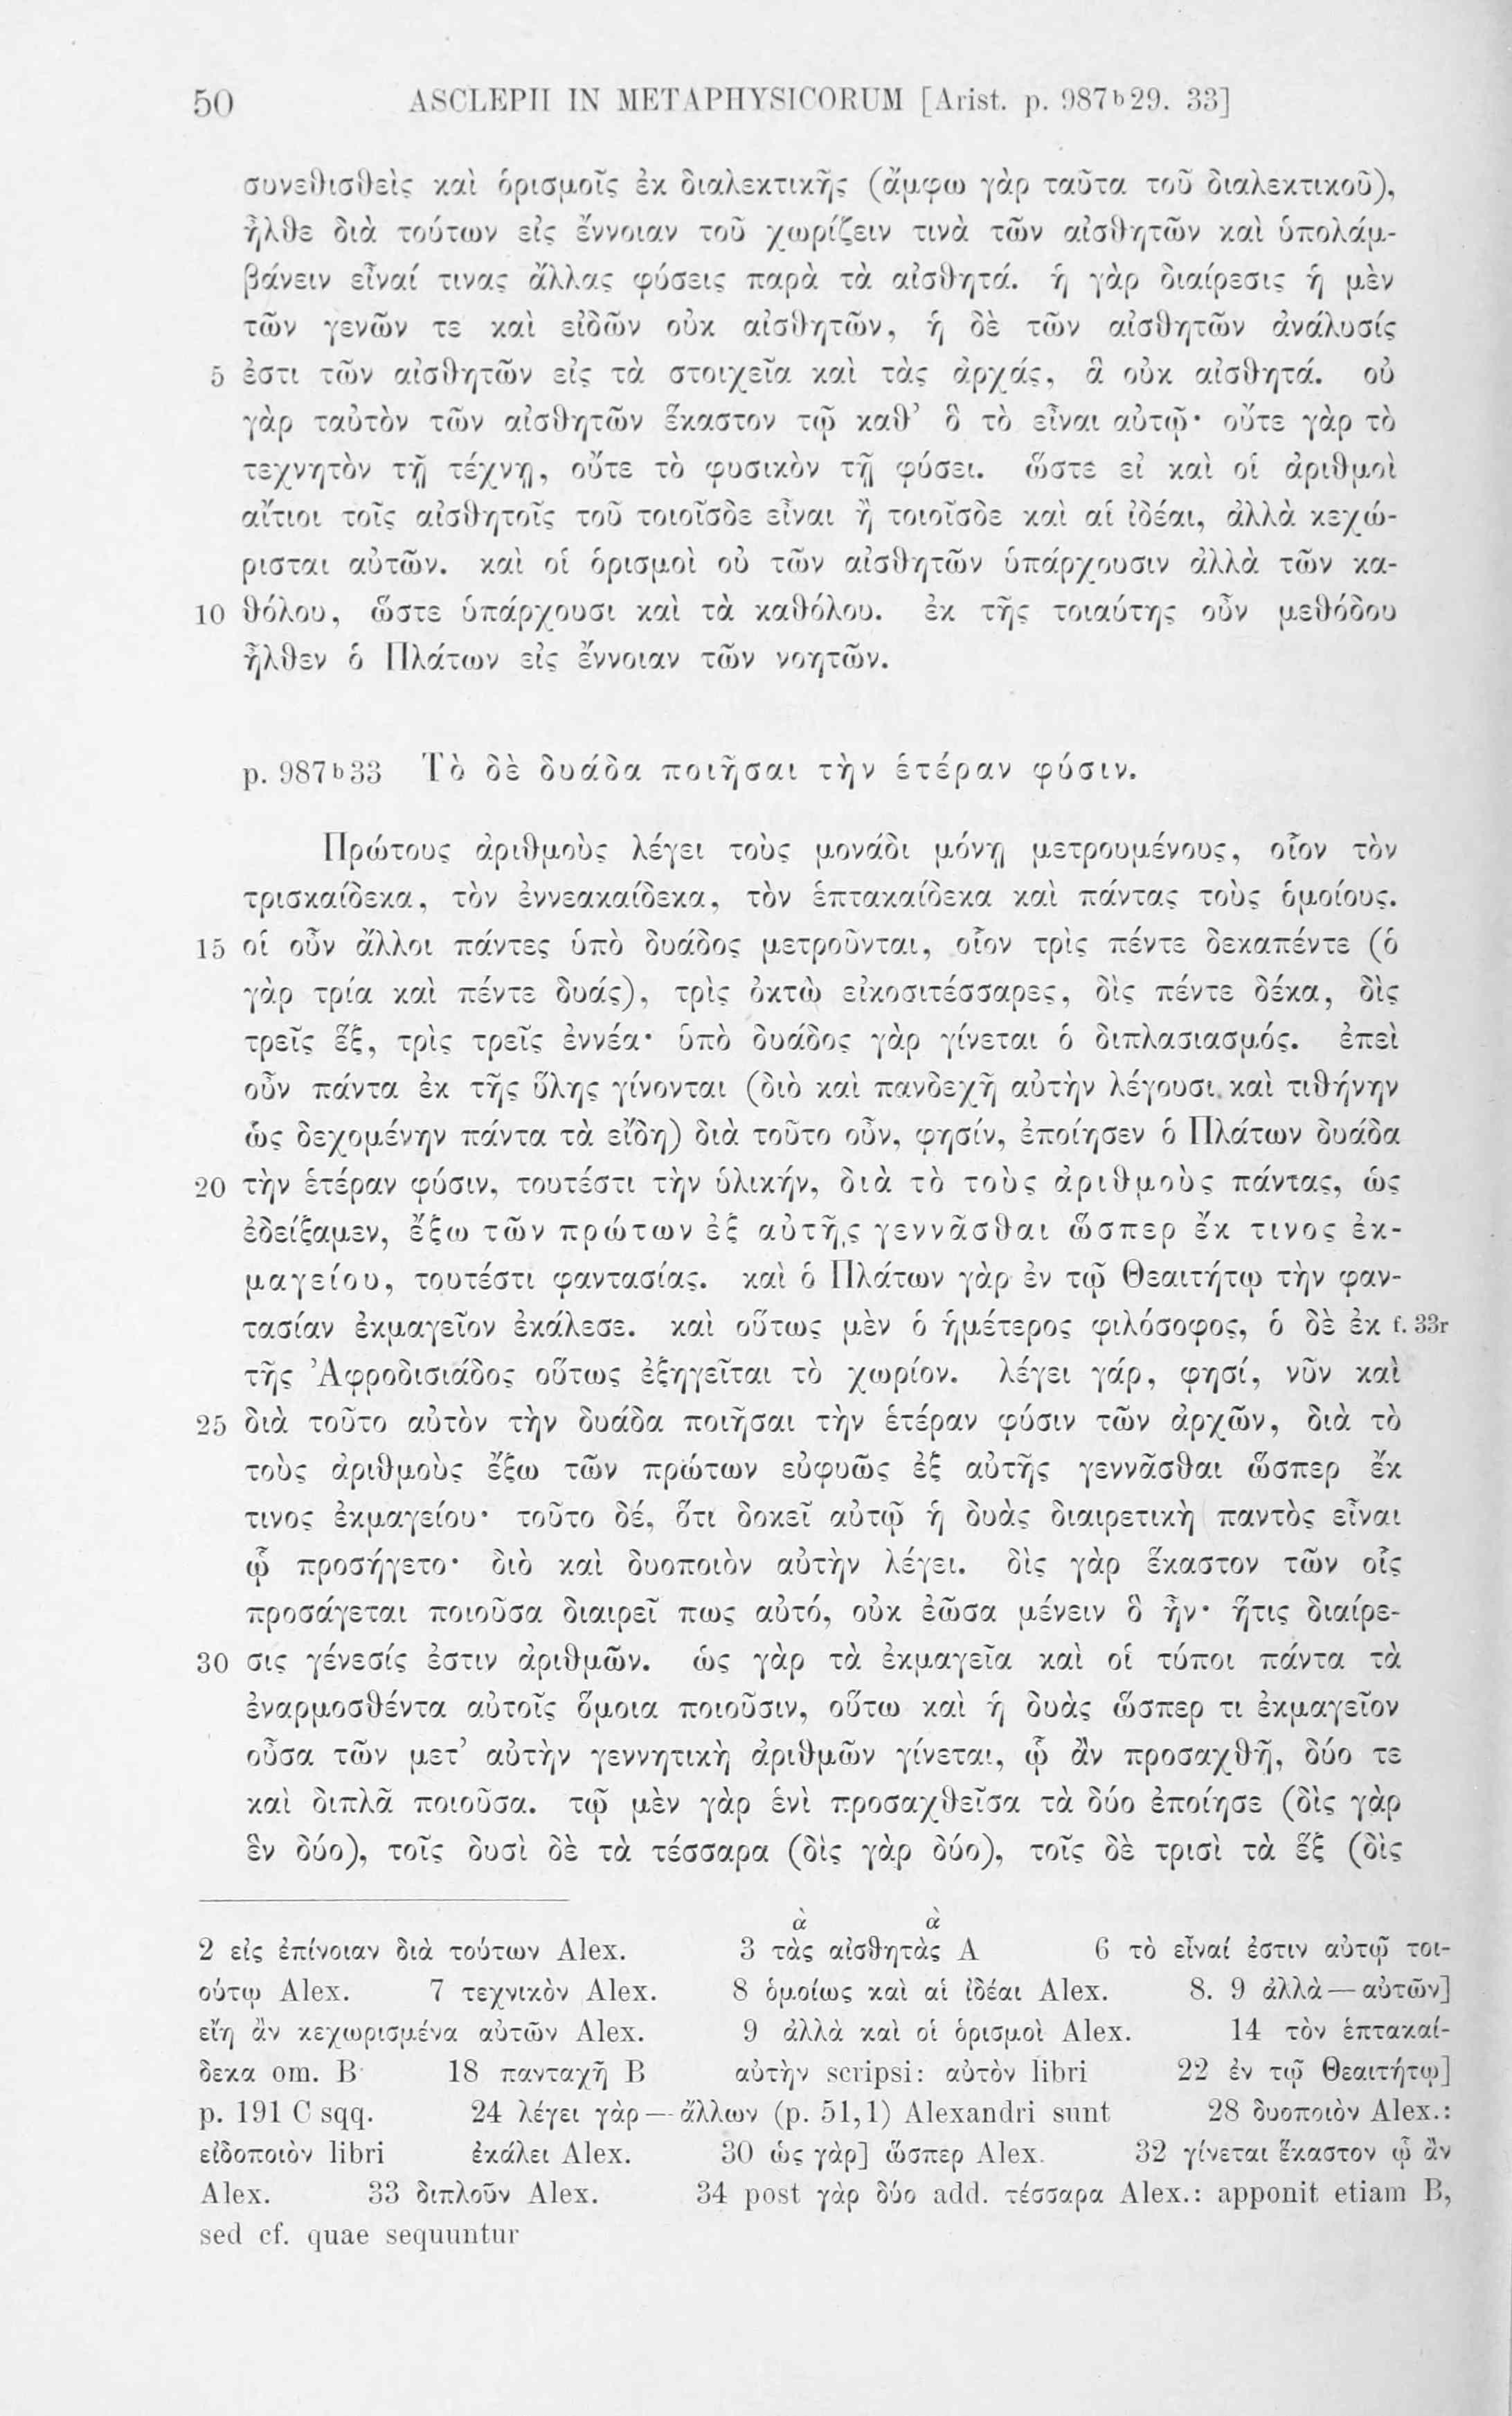 50 ASCLEPII IN METAPHYSICORUM [Arist. p. 987ᵇ29. 33]
συνεθισθεὶς καὶ ὁρισμοῖς ἐκ διαλεκτικῆς (ἄμφω γὰρ ταῦτα τοῦ διαλεκτικοῦ),
ἦλθε διὰ τούτων εἰς ἔννοιαν τοῦ χωρίζειν τινὰ τῶν αἰσθητῶν καὶ ὑπολάμ-
βάνειν εἶναί τινας ἄλλας φύσεις παρὰ τὰ αἰσθητά. ἡ γὰρ διαίρεσις ἡ μὲν
τῶν γενῶν τε καὶ εἰδῶν οὐκ αἰσθητῶν, ἡ δὲ τῶν αἰσθητῶν ἀνάλυσίς
5 ἐστι τῶν αἰσθητῶν εἰς τὰ στοιχεῖα καὶ τὰς ἀρχάς, ἃ οὐκ αἰσθητά. οὐ
γὰρ ταὐτὸν τῶν αἰσθητῶν ἕκαστον τῷ καθ’ ὃ τὸ εἶναι αὐτῷ· οὔτε γὰρ τὸ
τεχνητὸν τῇ τέχνῃ, οὔτε τὸ φυσικὸν τῇ φύσει. ὥστε εἰ καὶ οἱ ἀριθμοὶ
αἴτιοι τοῖς αἰσθητοῖς τοῦ τοιοῖσδε εἶναι ἢ τοιοῖσδε καὶ αἱ ἰδέαι, ἀλλὰ κεχώ-
ρισται αὐτῶν. καὶ οἱ ὁρισμοὶ οὐ τῶν αἰσθητῶν ὑπάρχουσιν ἀλλὰ τῶν κα-
10 θόλου, ὥστε ὑπάρχουσι καὶ τὰ καθόλου. ἐκ τῆς τοιαύτης οὖν μεθόδου
ἦλθεν ὁ Πλάτων εἰς ἔννοιαν τῶν νοητῶν.
p. 987ᵇ33 Τὸ δὲ δυάδα ποιῆσαι τὴν ἑτέραν φύσιν.
Πρώτους ἀριθμοὺς λέγει τοὺς μονάδι μόνῃ μετρουμένους, οἷον τὸν
τρισκαίδεκα, τὸν ἐννεακαίδεκα, τὸν ἑπτακαίδεκα καὶ πάντας τοὺς ὁμοίους.
15 οἱ οὖν ἄλλοι πάντες ὑπὸ δυάδος μετροῦνται, οἷον τρὶς πέντε δεκαπέντε (ὁ
γὰρ τρία καὶ πέντε δυάς), τρὶς ὀκτὼ εἰκοσιτέσσαρες, δὶς πέντε δέκα, δὶς
τρεῖς ἕξ, τρὶς τρεῖς ἐννέα· ὑπὸ δυάδος γὰρ γίνεται ὁ διπλασιασμός. ἐπεὶ
οὖν πάντα ἐκ τῆς ὕλης γίνονται (διὸ καὶ πανδεχῆ αὐτὴν λέγουσι καὶ τιθήνην
ὡς δεχομένην πάντα τὰ εἴδη) διὰ τοῦτο οὖν, φησίν, ἐποίησεν ὁ Πλάτων δυάδα
20 τὴν ἑτέραν φύσιν, τουτέστι τὴν ὑλικήν, διὰ τὸ τοὺς ἀριθμοὺς πάντας, ὡς
ἐδείξαμεν, ἔξω τῶν πρώτων ἐξ αὐτῆς γεννᾶσθαι ὥσπερ ἔκ τινος ἐκ-
μαγείου, τουτέστι φαντασίας. καὶ ὁ Πλάτων γὰρ ἐν τῷ Θεαιτήτῳ τὴν φαν-
τασίαν ἐκμαγεῖον ἐκάλεσε. καὶ οὕτως μὲν ὁ ἡμέτερος φιλόσοφος, ὁ δὲ ἐκ f. 33r
τῆς Ἀφροδισιάδος οὕτως ἐξηγεῖται τὸ χωρίον. λέγει γάρ, φησί, νῦν καὶ
25 διὰ τοῦτο αὐτὸν τὴν δυάδα ποιῆσαι τὴν ἑτέραν φύσιν τῶν ἀρχῶν, διὰ τὸ
τοὺς ἀριθμοὺς ἔξω τῶν πρώτων εὐφυῶς ἐξ αὐτῆς γεννᾶσθαι ὥσπερ ἔκ
τινος ἐκμαγείου· τοῦτο δέ, ὅτι δοκεῖ αὐτῷ ἡ δυὰς διαιρετικὴ παντὸς εἶναι
ᾧ προσήγετο· διὸ καὶ δυοποιὸν αὐτὴν λέγει. δὶς γὰρ ἕκαστον τῶν οἷς
προσάγεται ποιοῦσα διαιρεῖ πως αὐτό, οὐκ ἐῶσα μένειν ὃ ἦν· ἥτις διαίρε-
30 σις γένεσίς ἐστιν ἀριθμῶν. ὡς γὰρ τὰ ἐκμαγεῖα καὶ οἱ τύποι πάντα τὰ
ἐναρμοσθέντα αὐτοῖς ὅμοια ποιοῦσιν, οὕτω καὶ ἡ δυὰς ὥσπερ τι ἐκμαγεῖον
οὖσα τῶν μετ’ αὐτὴν γεννητικὴ ἀριθμῶν γίνεται, ᾧ ἂν προσαχθῇ, δύο τε
καὶ διπλᾶ ποιοῦσα. τῷ μὲν γὰρ ἑνὶ προσαχθεῖσα τὰ δύο ἐποίησε (δὶς γὰρ
ἓν δύο), τοῖς δυσὶ δὲ τὰ τέσσαρα (δὶς γὰρ δύο), τοῖς δὲ τρισὶ τὰ ἕξ (δὶς
ὰ ὰ
2 εἰς ἐπίνοιαν διὰ τούτων Alex. 3 τὰς αἰσθητὰς A 6 τὸ εἶναί ἐστιν αὐτῷ τοι-
ούτῳ Alex. 7 τεχνικὸν Alex. 8 ὁμοίως καὶ αἱ ἰδέαι Alex. 8. 9 ἀλλὰ — αὐτῶν]
εἴη ἂν κεχωρισμένα αὐτῶν Alex. 9 ἀλλὰ καὶ οἱ ὁρισμοὶ Alex. 14 τὸν ἑπτακαί-
δεκα om. B 18 πανταχῆ B αὐτὴν scripsi: αὐτὸν libri 22 ἐν τῷ Θεαιτήτῳ]
p. 191 C sqq. 24 λέγει γὰρ — ἄλλων (p. 51,1) Alexandri sunt 28 δυοποιὸν Alex.:
εἰδοποιὸν libri ἐκάλει Alex. 30 ὡς γὰρ] ὥσπερ Alex. 32 γίνεται ἕκαστον ᾧ ἂν
Alex. 33 διπλοῦν Alex. 34 post γὰρ δύο add. τέσσαρα Alex.: apponit etiam B,
sed cf. quae sequuntur